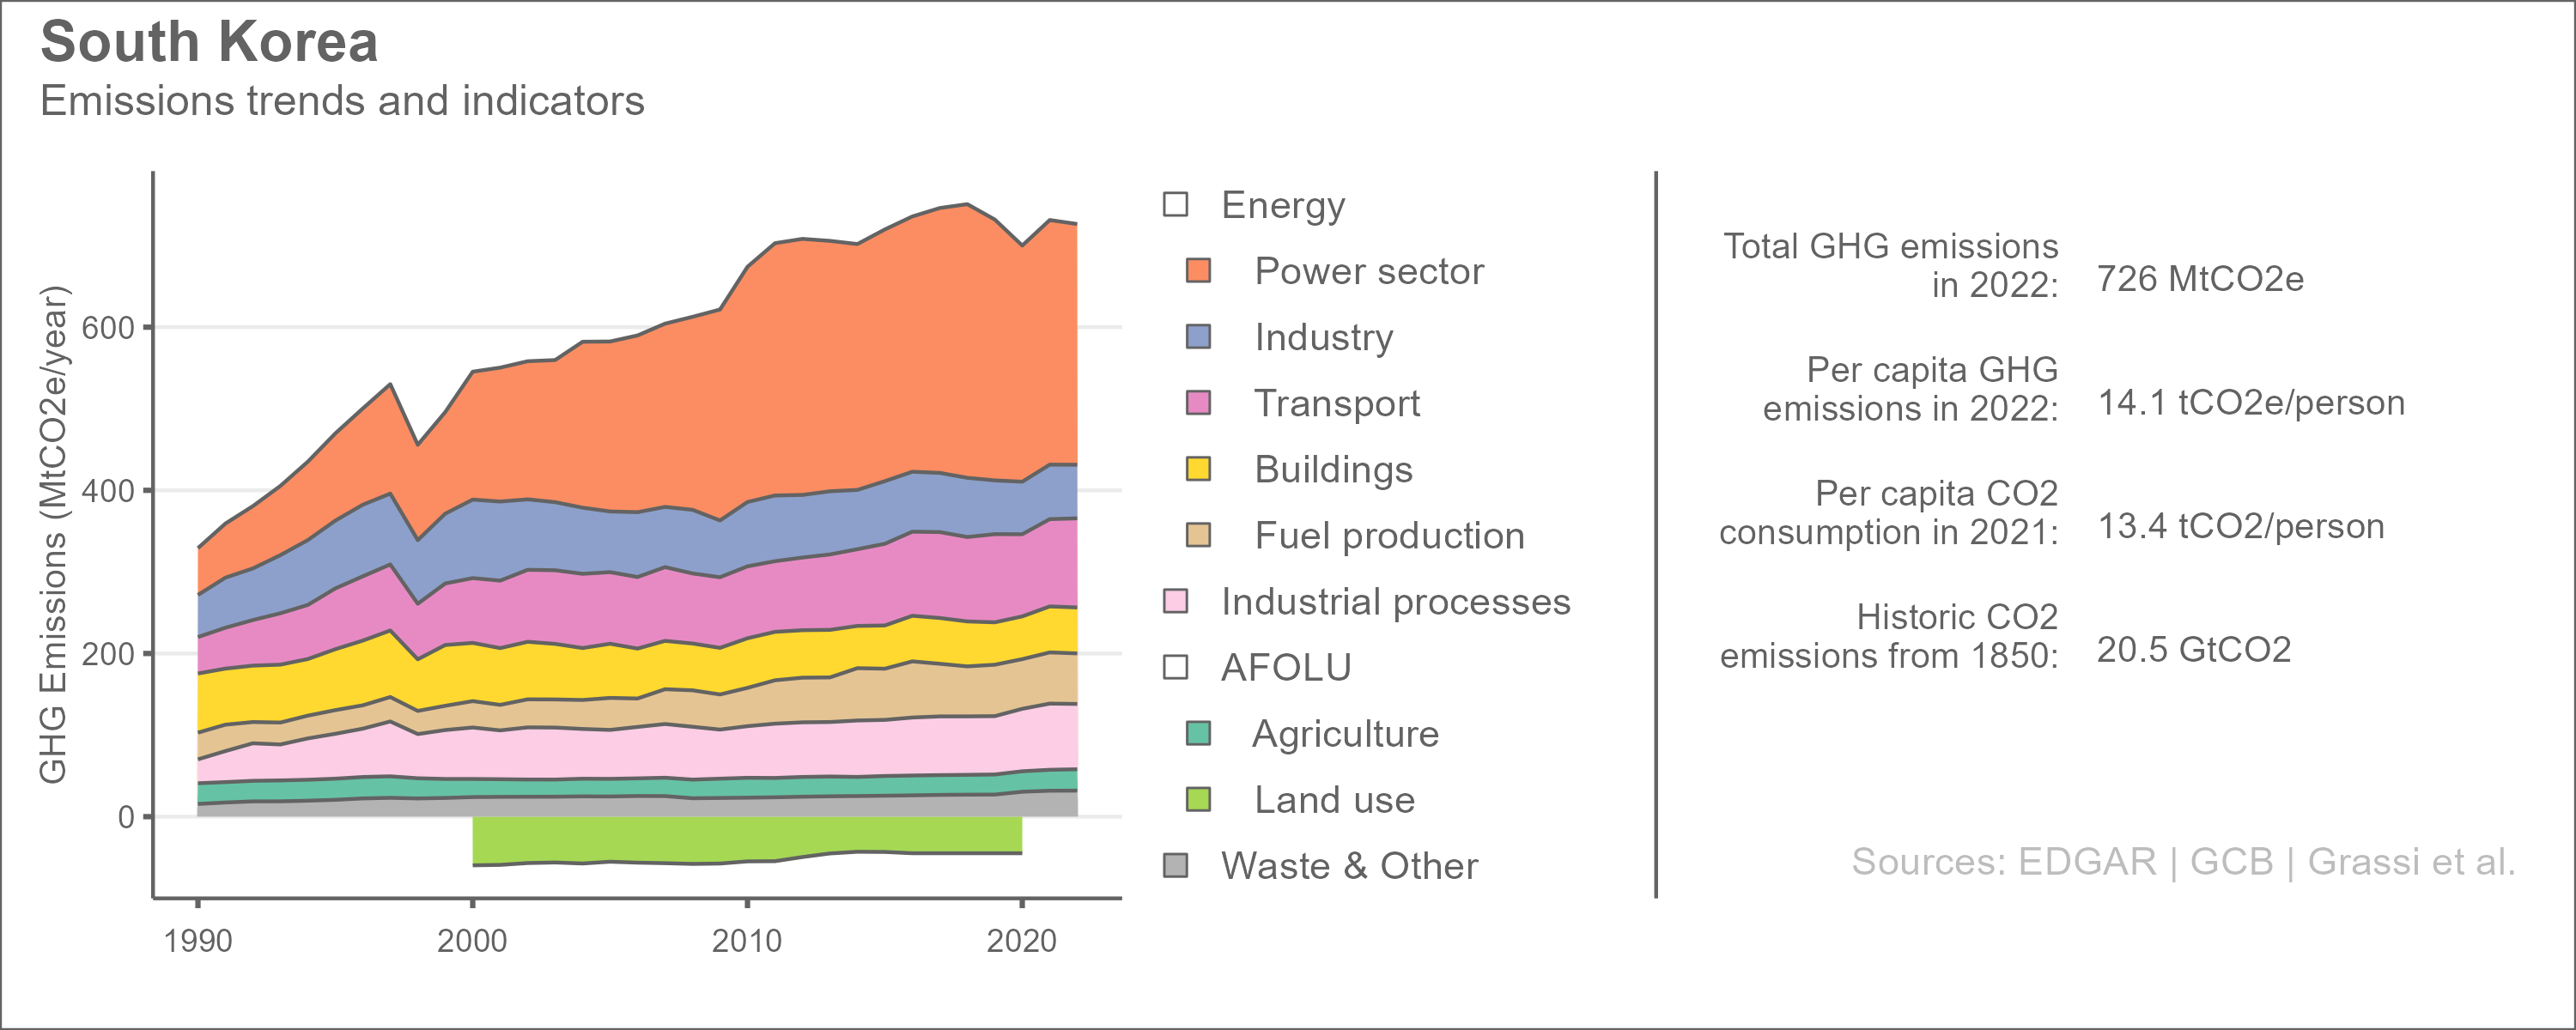 South Korea
Emissions trends and indicators
GHG Emissions (MtCO2e/year)
600
400
200
0
1990
2000
2010
2020
Energy
Power sector
Industry
Transport
Buildings
Fuel production
Industrial processes
AFOLU
Agriculture
Land use
Waste & Other
Total GHG emissions
in 2022:
726 MtCO2e
Per capita GHG
emissions in 2022:
14.1 tCO2e/person
Per capita CO2
consumption in 2021:
13.4 tCO2/person
Historic CO2
emissions from 1850:
20.5 GtCO2
Sources: EDGAR | GCB | Grassi et al.